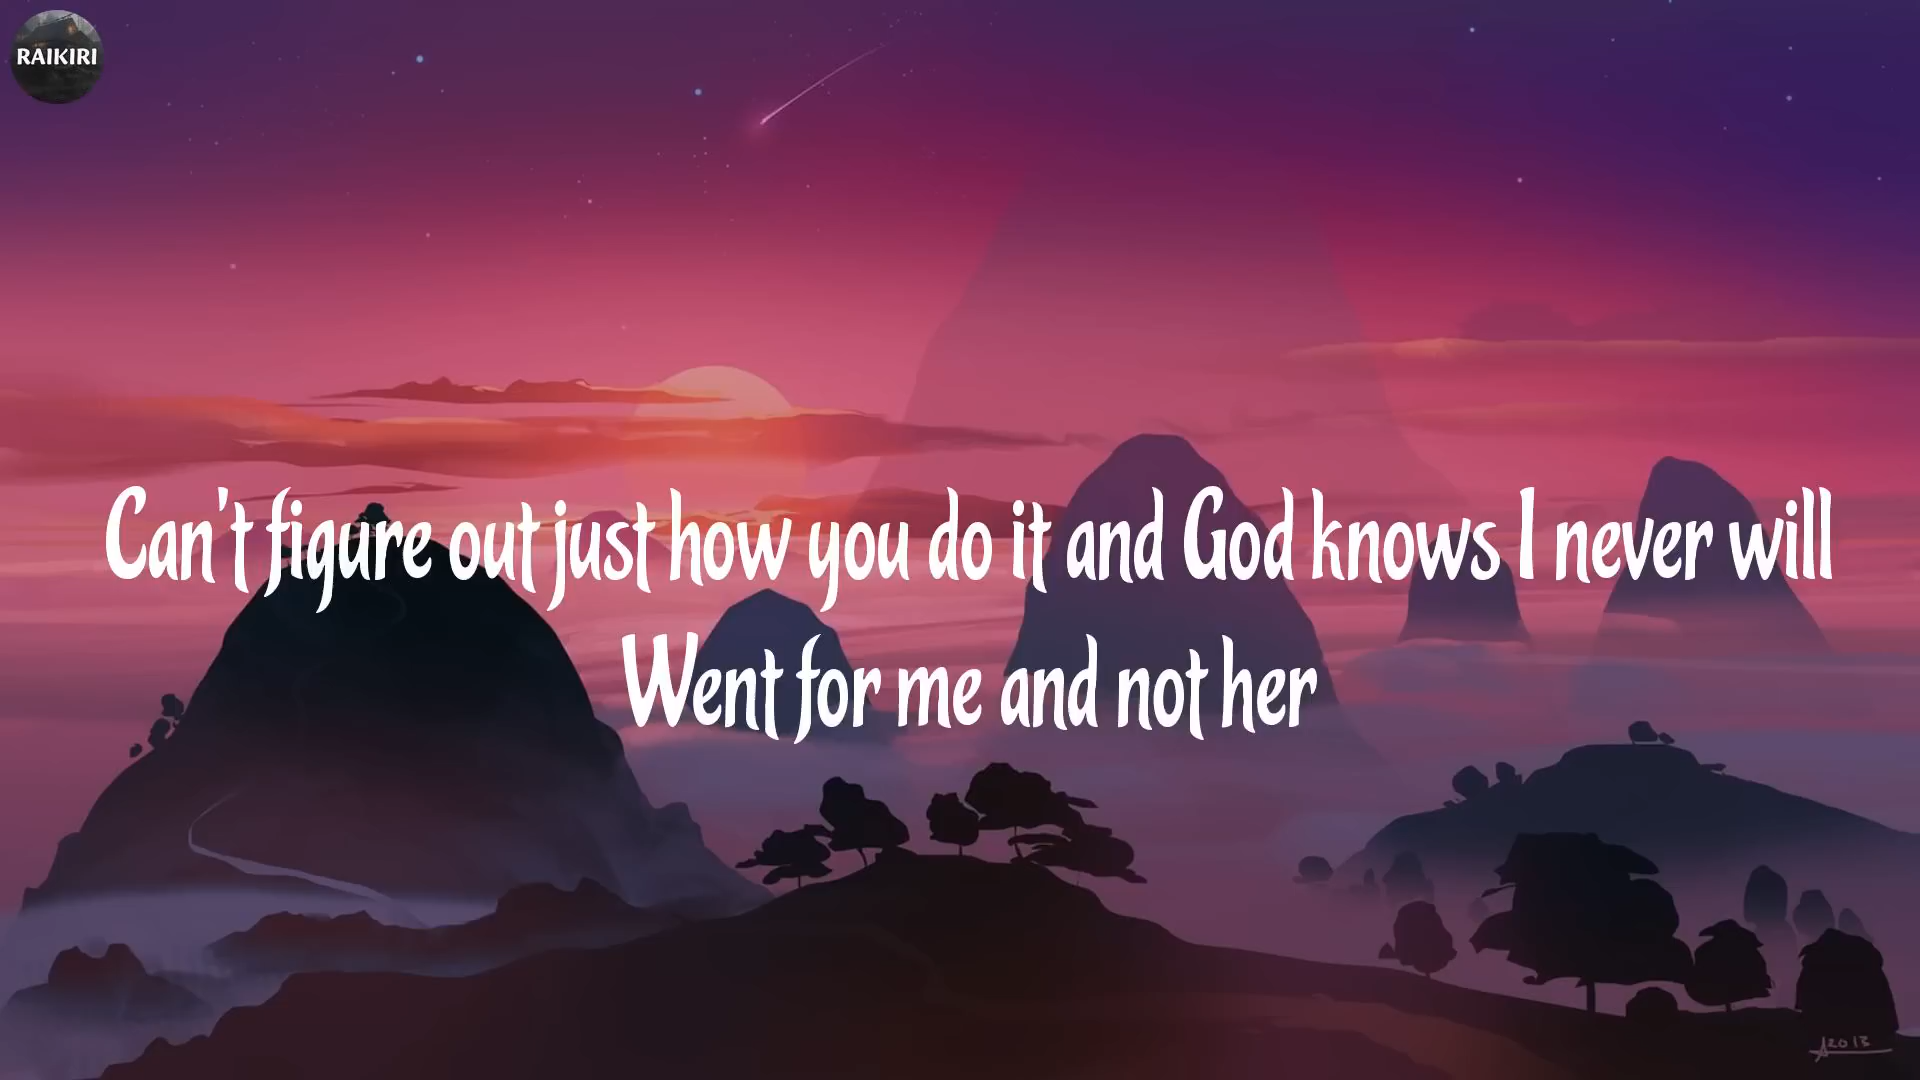 RAIKIRI
Can't figure out just how you do it and God knows I never will
Went for me and not her
2013